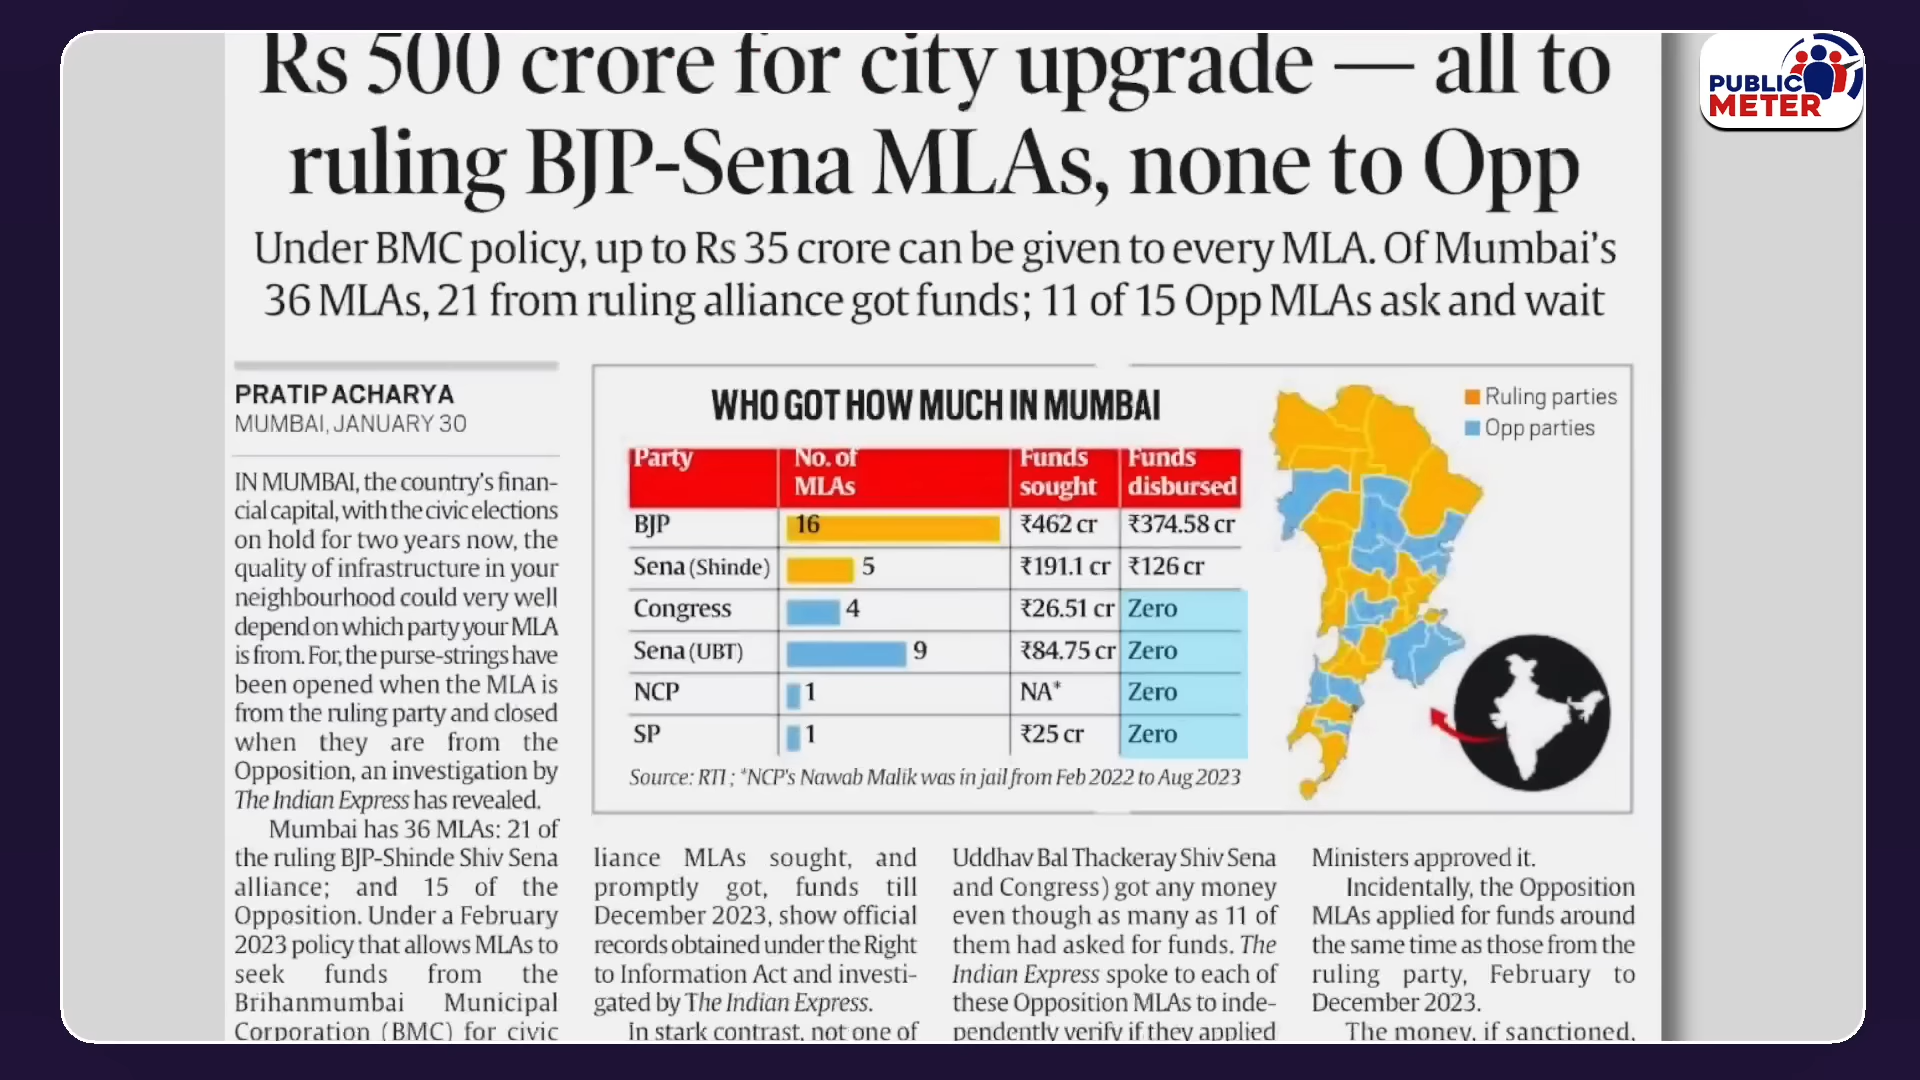 Rs 500 crore for city upgrade — all to
ruling BJP-Sena MLAs, none to Opp
Under BMC policy, up to Rs 35 crore can be given to every MLA. Of Mumbai's
36 MLAs, 21 from ruling alliance got funds; 11 of 15 Opp MLAs ask and wait
PUBLIC
METER
PRATIP ACHARYA
MUMBAI, JANUARY 30
IN MUMBAI, the country's finan-
cial capital, with the civic elections
on hold for two years now, the
quality of infrastructure in your
neighbourhood could very well
depend on which party your MLA
is from. For, the purse-strings have
been opened when the MLA is
from the ruling party and closed
when they are from the
Opposition, an investigation by
The Indian Express has revealed.
Mumbai has 36 MLAs: 21 of
the ruling BJP-Shinde Shiv Sena
alliance; and 15 of the
Opposition. Under a February
2023 policy that allows MLAs to
seek funds from the
Brihanmumbai Municipal
Corporation (BMC) for civic
WHO GOT HOW MUCH IN MUMBAI
Party No. of MLAs Funds sought Funds disbursed
BJP 16 ₹462 cr ₹374.58 cr
Sena (Shinde) 5 ₹191.1 cr ₹126 cr
Congress 4 ₹26.51 cr Zero
Sena (UBT) 9 ₹84.75 cr Zero
NCP 1 NA* Zero
SP 1 ₹25 cr Zero
Source: RTI ; *NCP's Nawab Malik was in jail from Feb 2022 to Aug 2023
Ruling parties
Opp parties
liance MLAs sought, and
promptly got, funds till
December 2023, show official
records obtained under the Right
to Information Act and investi-
gated by The Indian Express.
In stark contrast, not one of
Uddhav Bal Thackeray Shiv Sena
and Congress) got any money
even though as many as 11 of
them had asked for funds. The
Indian Express spoke to each of
these Opposition MLAs to inde-
pendently verify if they applied
Ministers approved it.
Incidentally, the Opposition
MLAs applied for funds around
the same time as those from the
ruling party, February to
December 2023.
The money, if sanctioned,